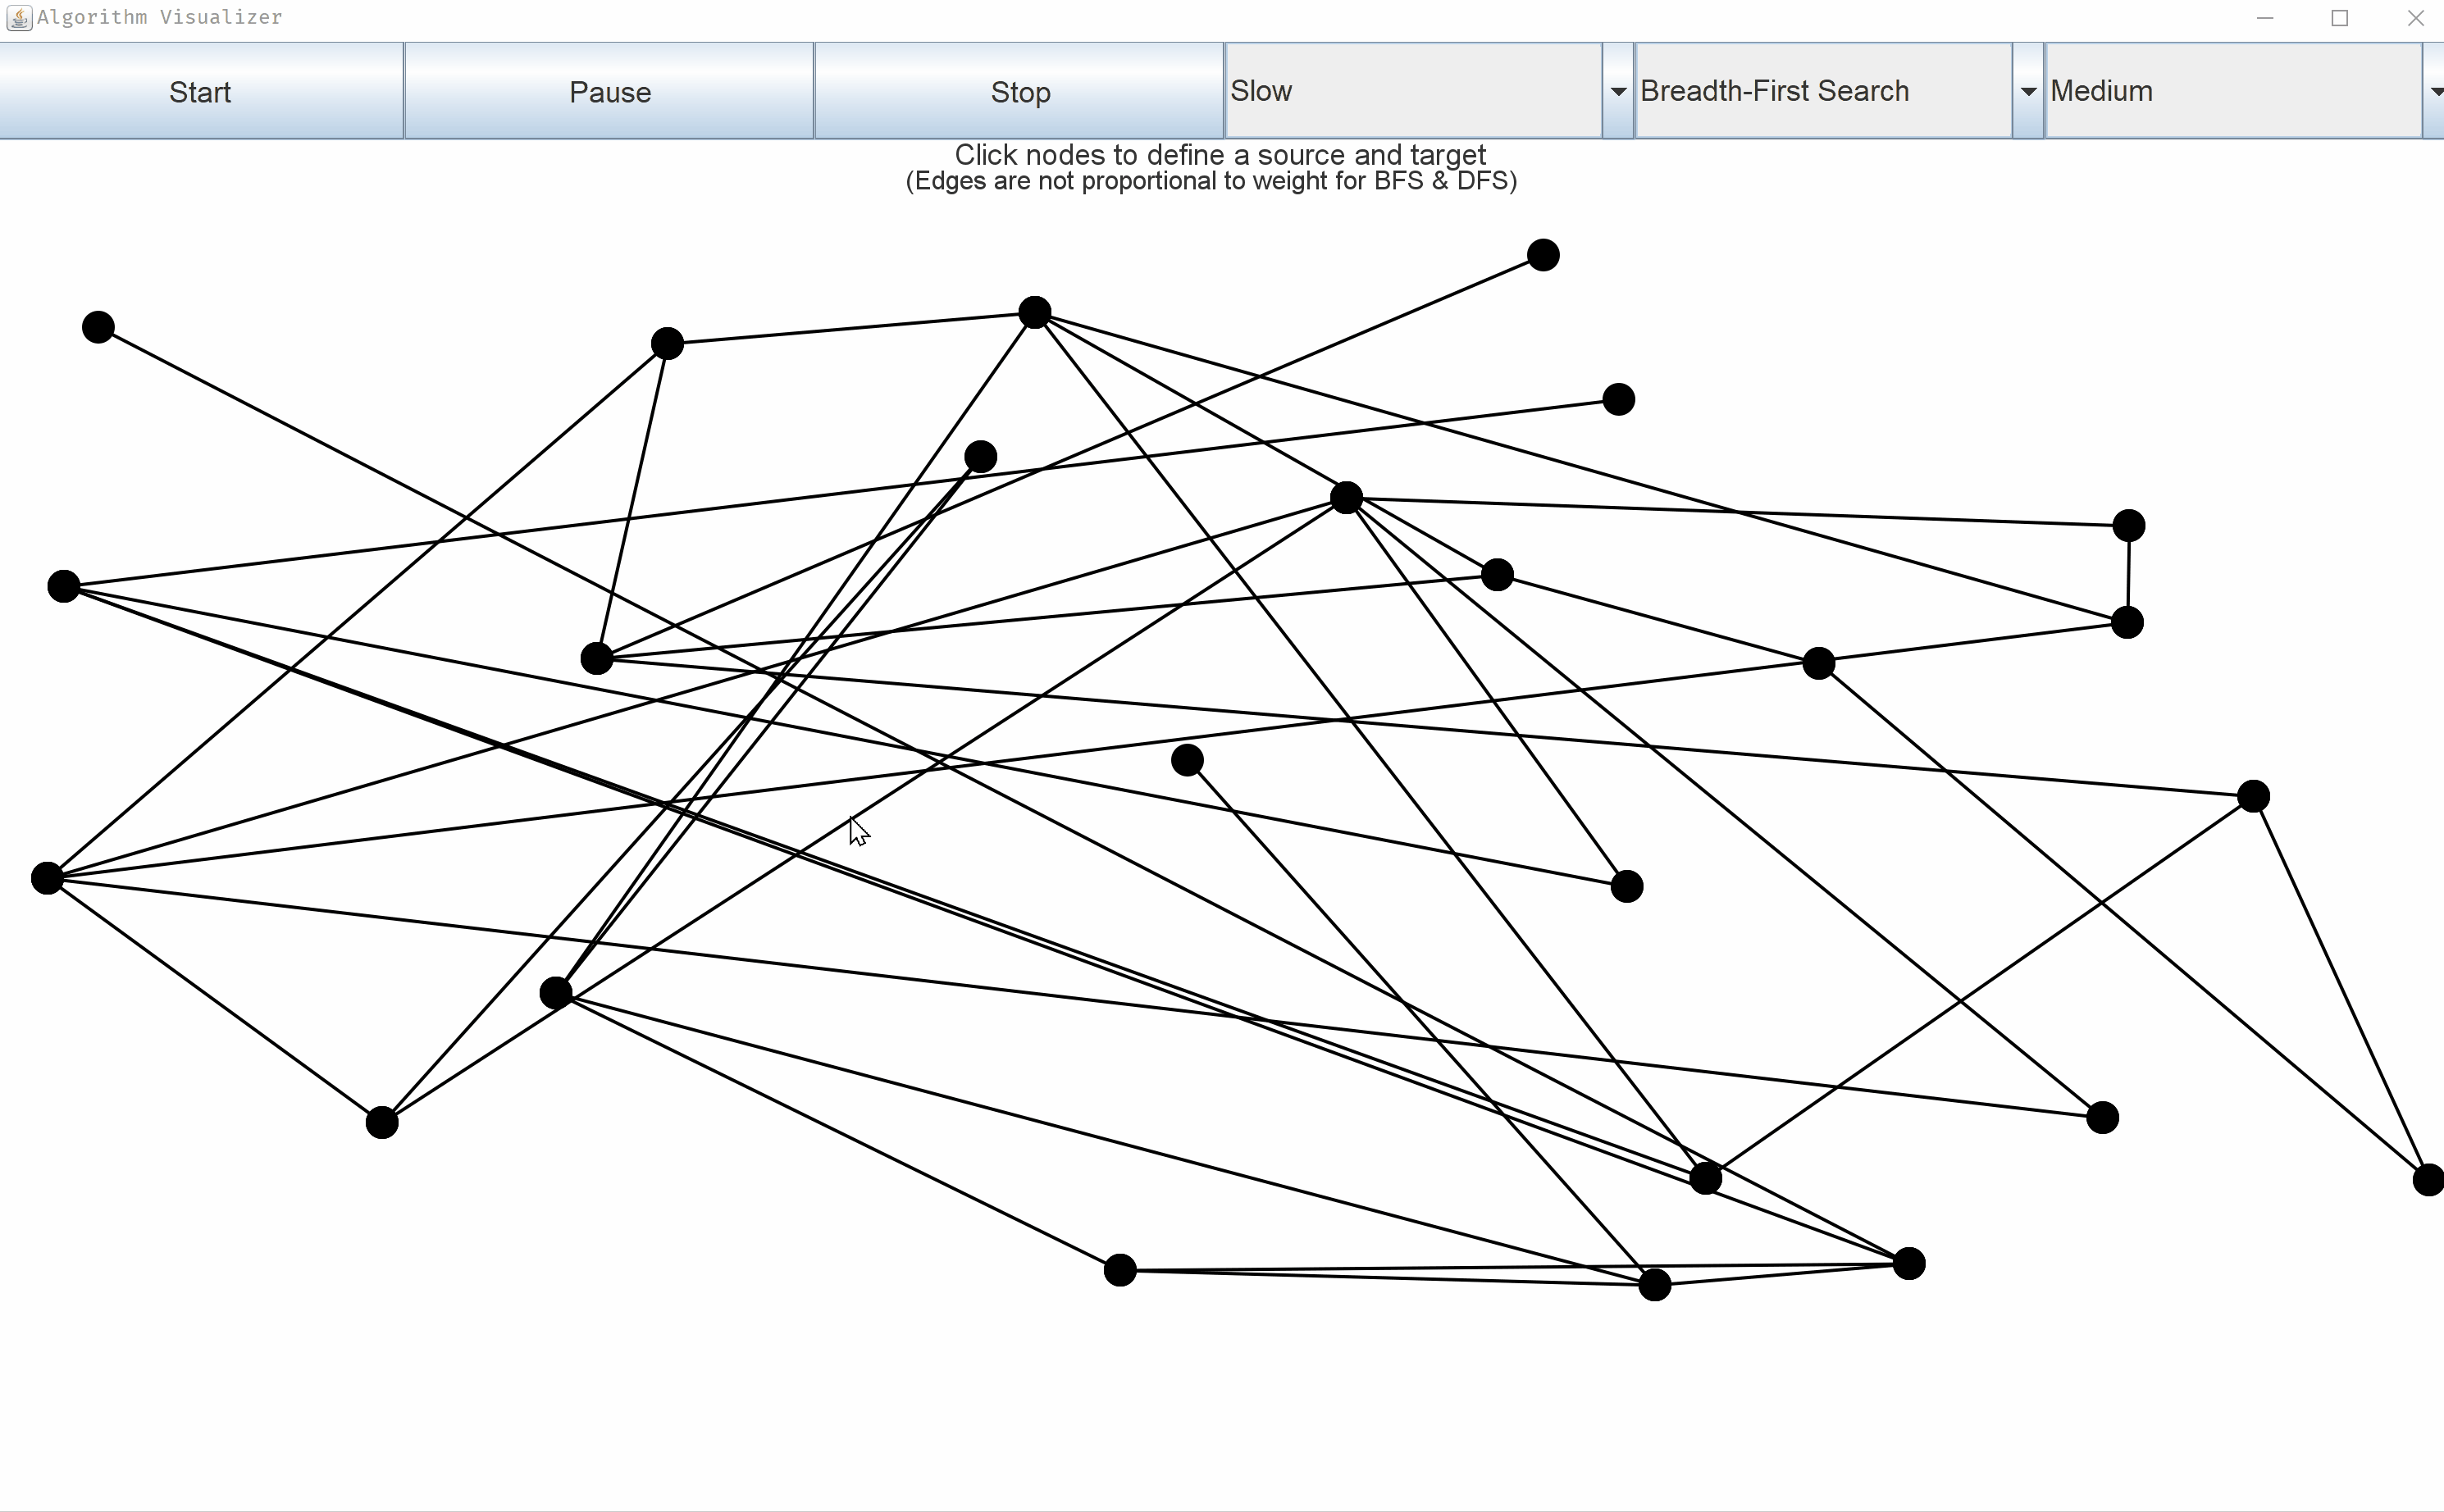 Algorithm Visualizer
Start Pause Stop Slow Breadth-First Search Medium
Click nodes to define a source and target
(Edges are not proportional to weight for BFS & DFS)